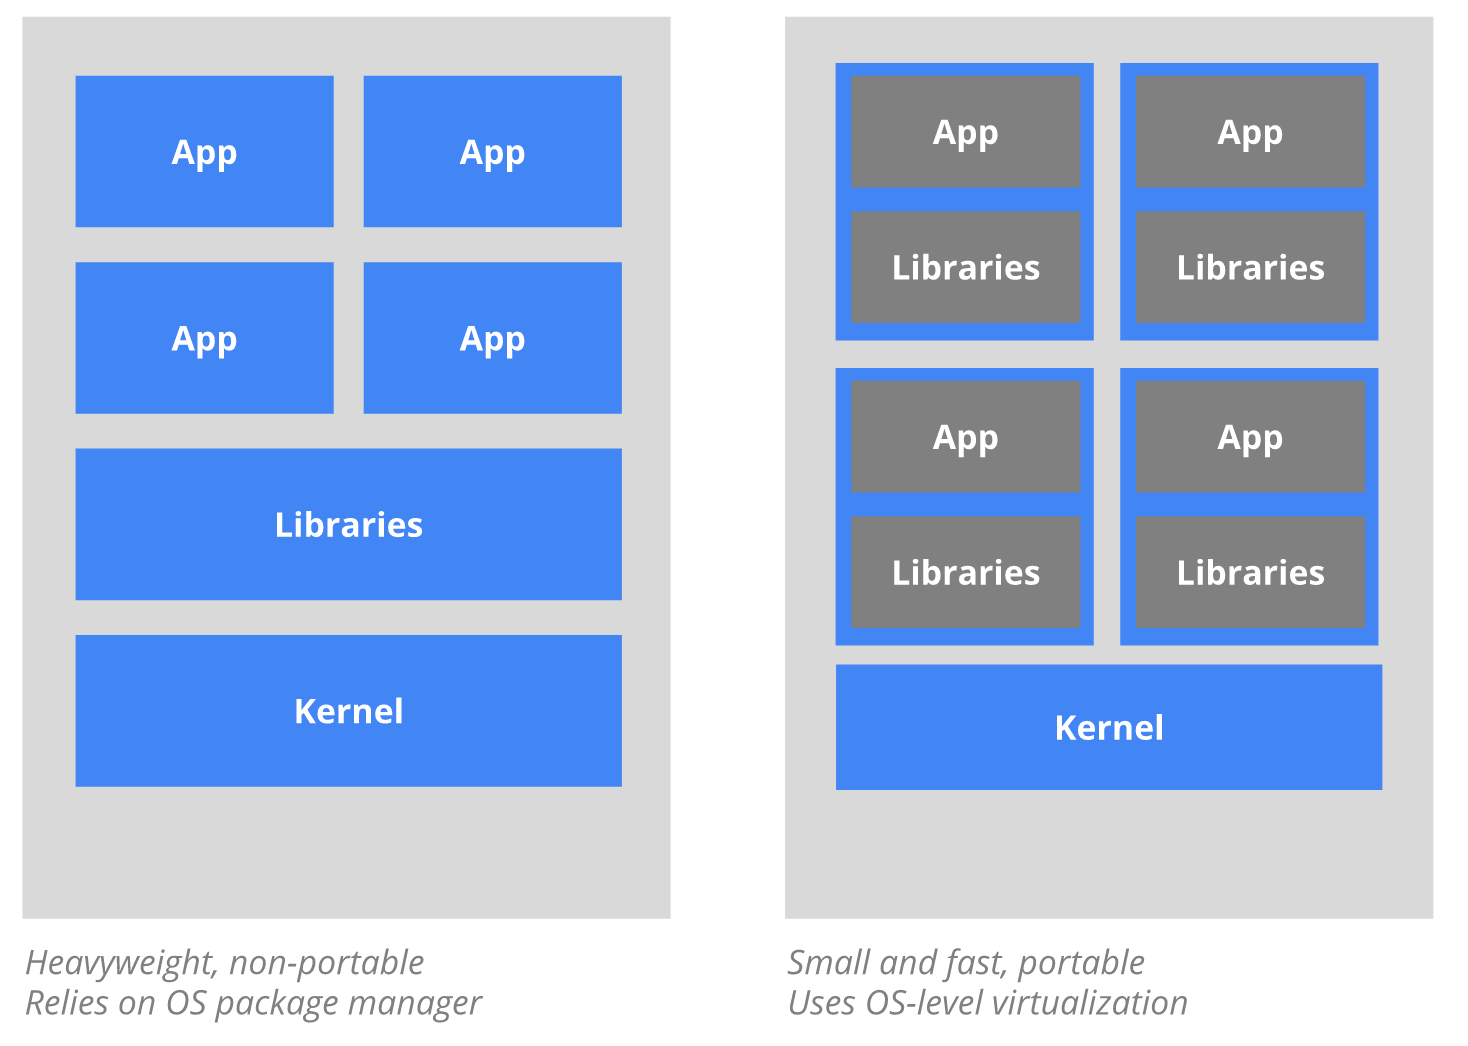 App
App
App
App
Libraries
Kernel
Heavyweight, non-portable
Relies on OS package manager
App
App
Libraries
Libraries
App
App
Libraries
Libraries
Kernel
Small and fast, portable
Uses OS-level virtualization